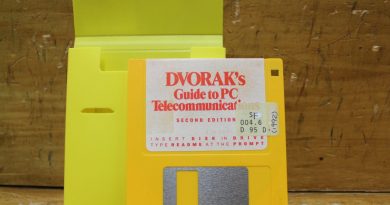 DVORAK's
Guide to PC
Telecommunications
SECOND EDITION
INSERT DISK IN DRIVE
TYPE README AT THE PROMPT
004.6
D 95 D
(1992)